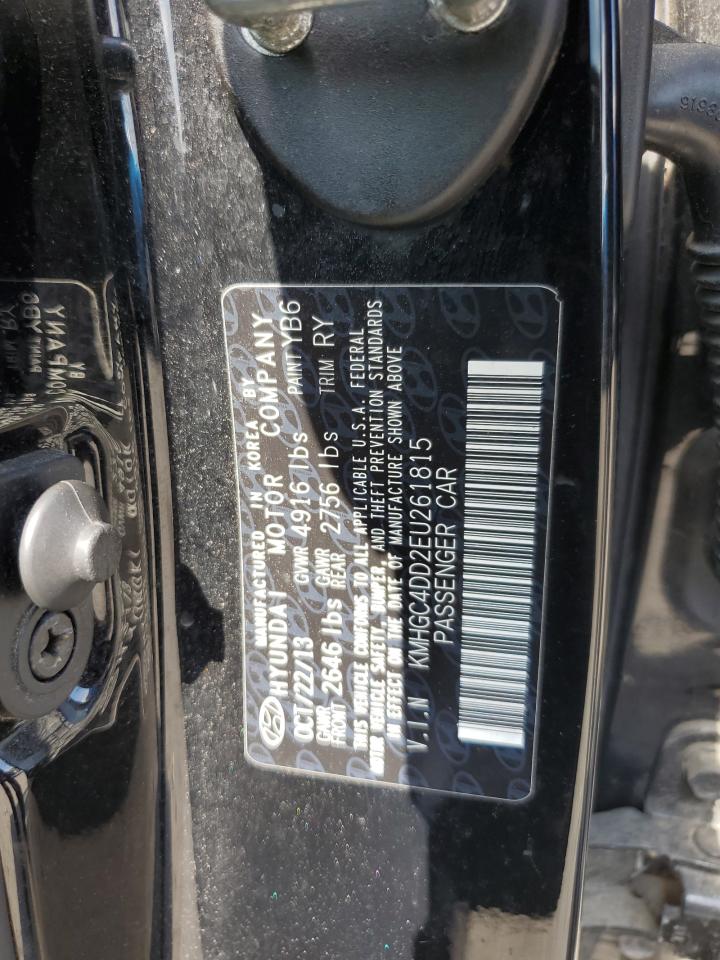 MANUFACTURED IN KOREA BY
HYUNDAI MOTOR COMPANY
OCT/22/13 GVWR 4916 lbs PAINT YB6
GAWR FRONT 2646 lbs GAWR REAR 2756 lbs TRIM RY
THIS VEHICLE CONFORMS TO ALL APPLICABLE U.S.A. FEDERAL
MOTOR VEHICLE SAFETY, BUMPER, AND THEFT PREVENTION STANDARDS
IN EFFECT ON THE DATE OF MANUFACTURE SHOWN ABOVE
V.I.N KMHGC4DD2EU261815
PASSENGER CAR